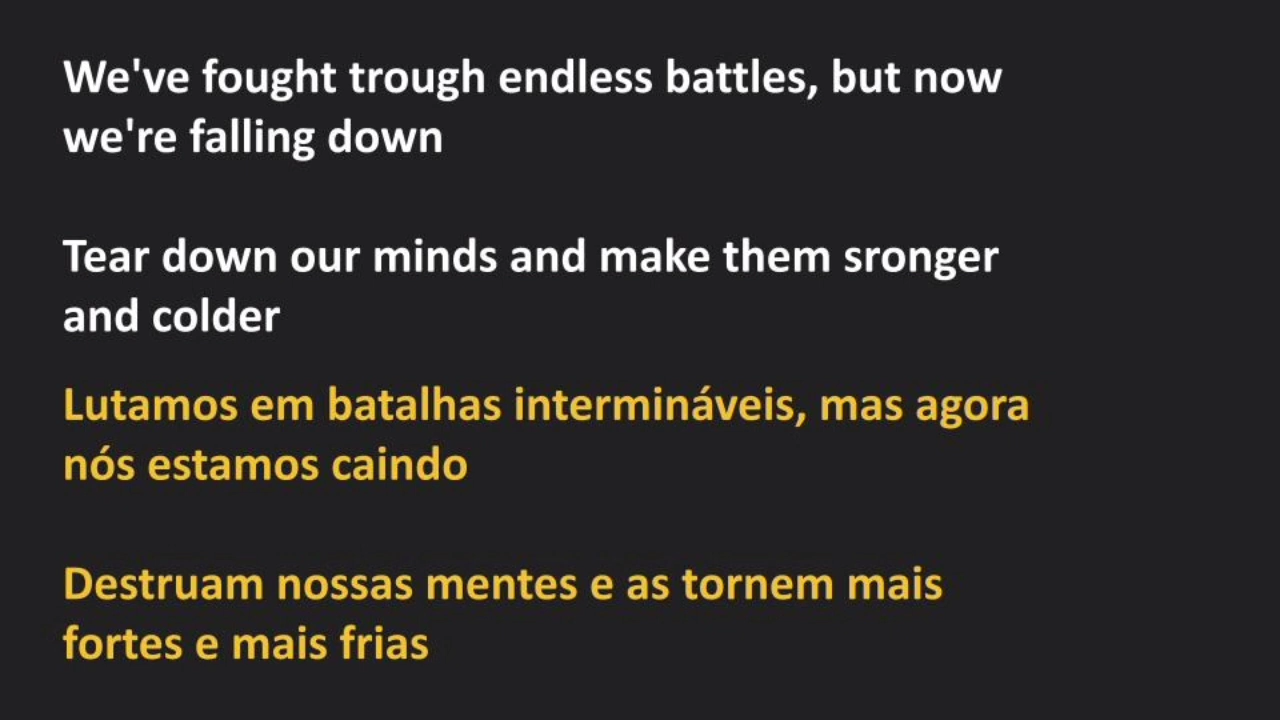 We've fought trough endless battles, but now
we're falling down
Tear down our minds and make them sronger
and colder
Lutamos em batalhas intermináveis, mas agora
nós estamos caindo
Destruam nossas mentes e as tornem mais
fortes e mais frias